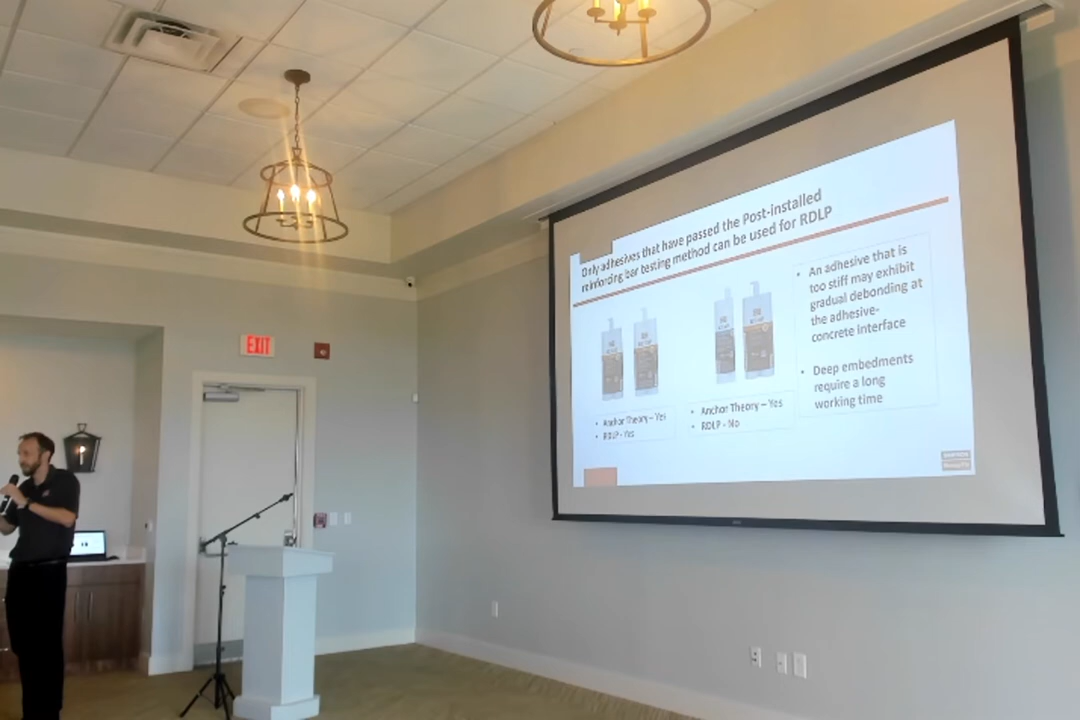 Only adhesives that have passed the Post-installed
reinforcing bar testing method can be used for RDLP
• An adhesive that is
too stiff may exhibit
gradual debonding at
the adhesive-
concrete interface
• Deep embedments
require a long
working time
• Anchor Theory – Yes
• RDLP - Yes
• Anchor Theory – Yes
• RDLP - No
EXIT